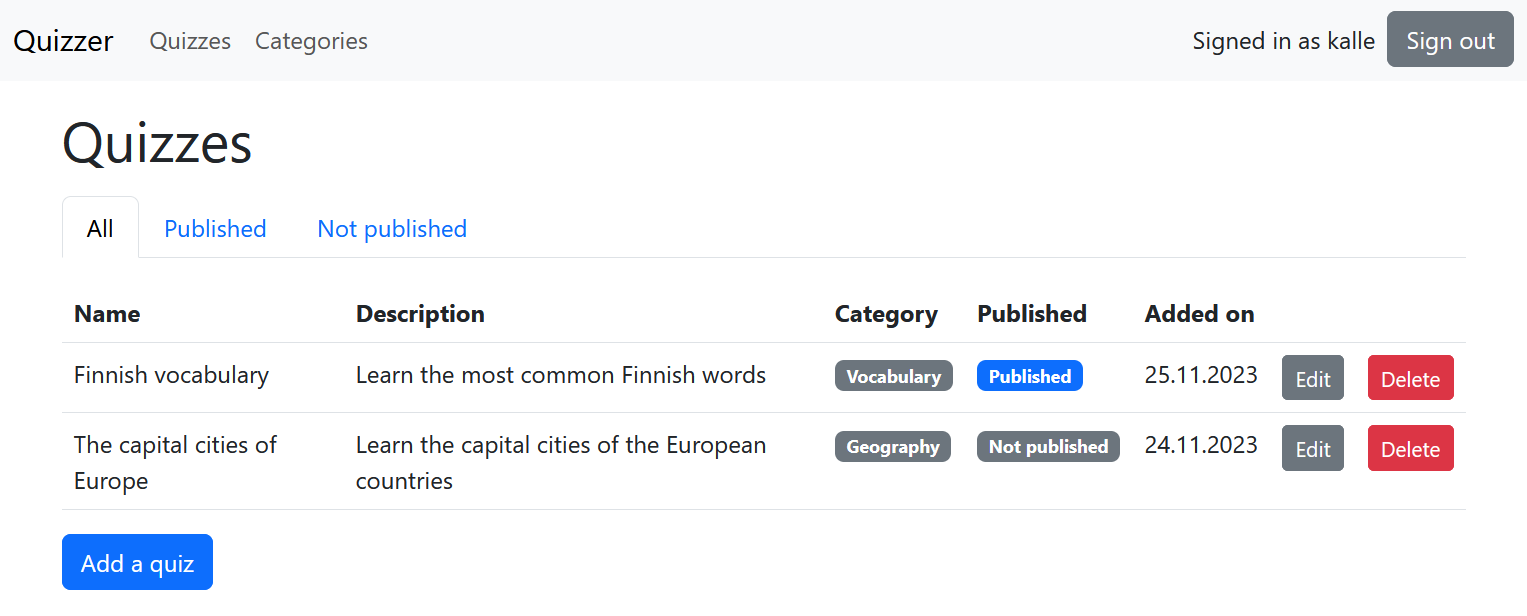 Quizzer Quizzes Categories Signed in as kalle Sign out
Quizzes
All Published Not published
Name Description Category Published Added on
Finnish vocabulary Learn the most common Finnish words Vocabulary Published 25.11.2023 Edit Delete
The capital cities of Learn the capital cities of the European Geography Not published 24.11.2023 Edit Delete
Europe countries
Add a quiz